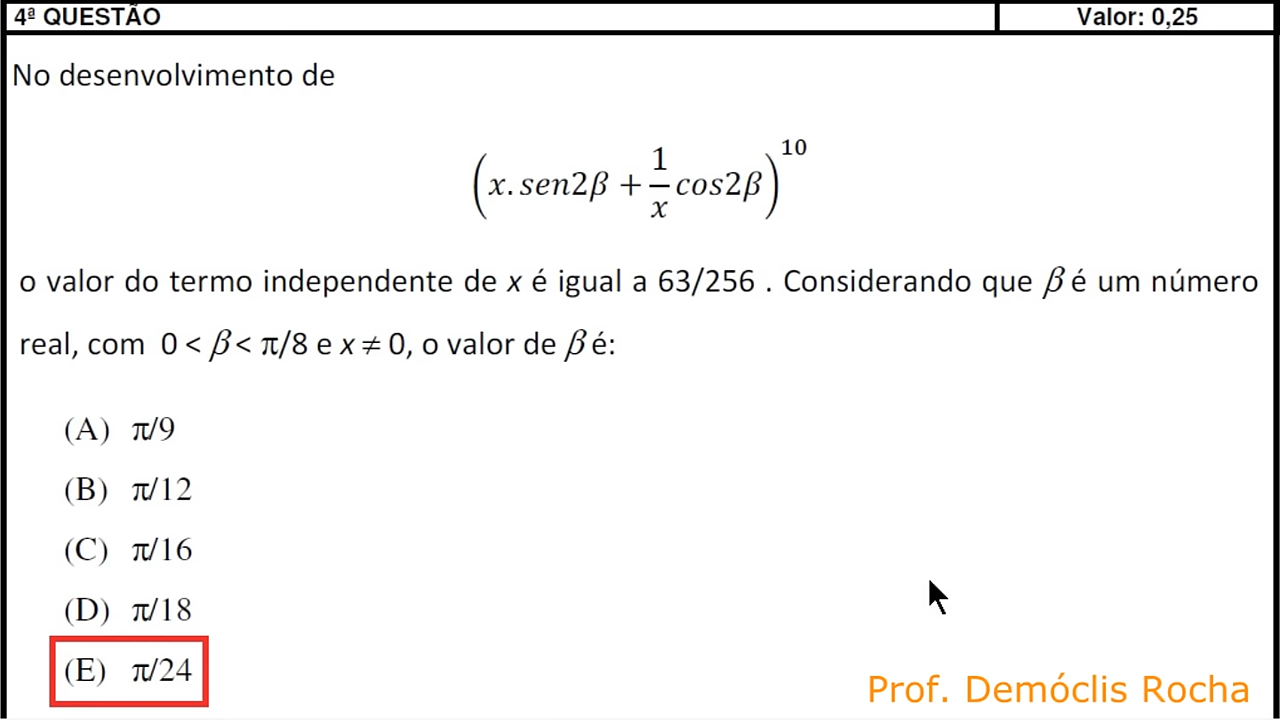 4ª QUESTÃO Valor: 0,25
No desenvolvimento de
(x. sen2β + 1/x cos2β)^10
o valor do termo independente de x é igual a 63/256 . Considerando que β é um número
real, com 0 < β < π/8 e x ≠ 0, o valor de β é:
(A) π/9
(B) π/12
(C) π/16
(D) π/18
(E) π/24
Prof. Demóclis Rocha